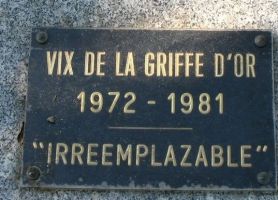 VIX DE LA GRIFFE D'OR
1972 - 1981
"IRREEMPLAZABLE"